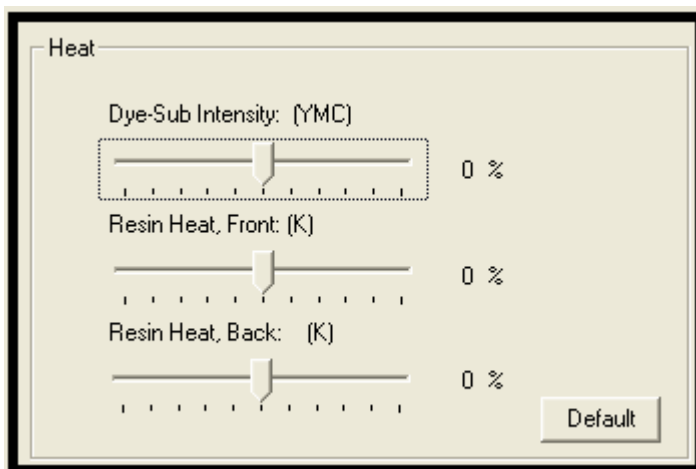 Heat
Dye-Sub Intensity: (YMC)
0 %
Resin Heat, Front: (K)
0 %
Resin Heat, Back: (K)
0 %
Default